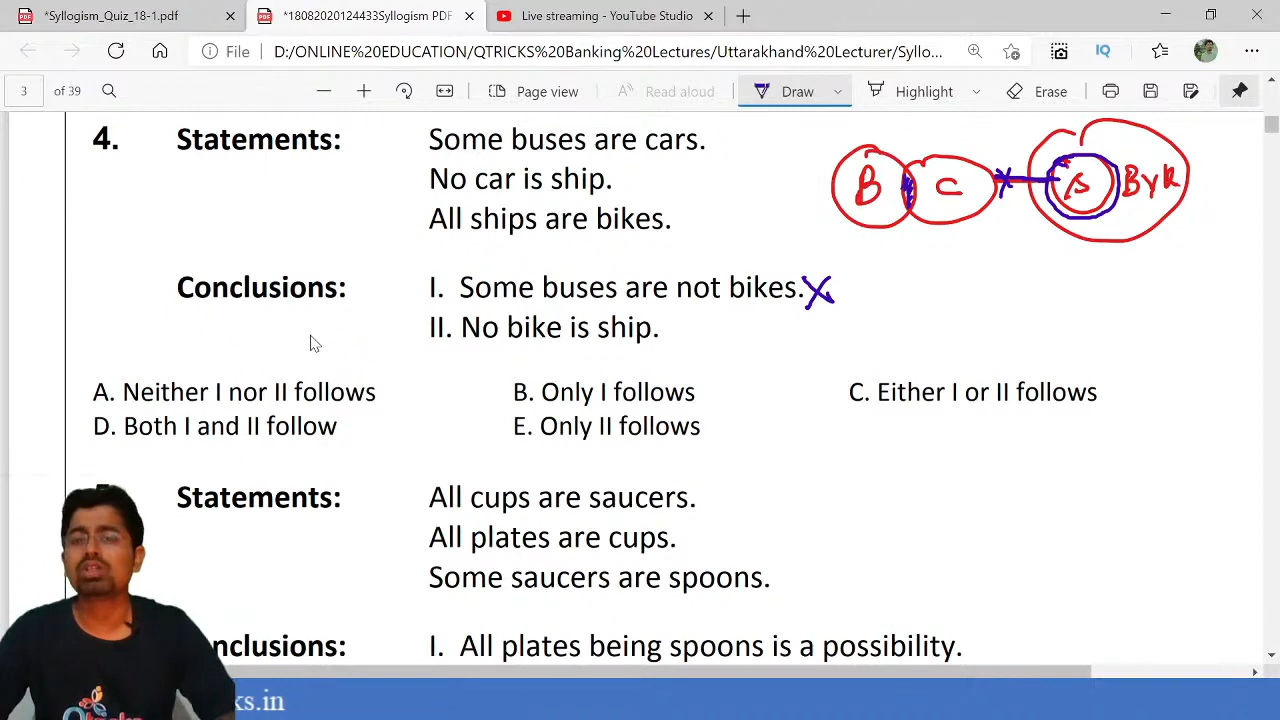 *Syllogism_Quiz_18-1.pdf
*18082020124433Syllogism PDF
Live streaming - YouTube Studio
File
D:/ONLINE%20EDUCATION/QTRICKS%20Banking%20Lectures/Uttarakhand%20Lecturer/Syllo...
IQ
3 of 39
Page view
Read aloud
Draw
Highlight
Erase
4. Statements: Some buses are cars.
No car is ship.
All ships are bikes.
B C S
Conclusions: I. Some buses are not bikes.
II. No bike is ship.
A. Neither I nor II follows B. Only I follows C. Either I or II follows
D. Both I and II follow E. Only II follows
Statements: All cups are saucers.
All plates are cups.
Some saucers are spoons.
nclusions: I. All plates being spoons is a possibility.
Qtricks
ks.in